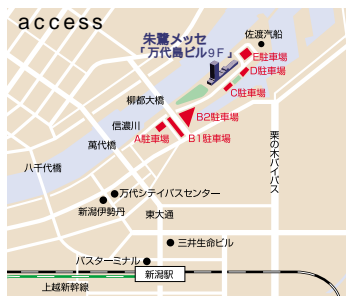 access
朱鷺メッセ
「万代島ビル9F」
佐渡汽船
E駐車場
D駐車場
C駐車場
柳都大橋
B2駐車場
信濃川
A駐車場
B1駐車場
萬代橋
八千代橋
栗の木バイパス
万代シテイバスセンター
新潟伊勢丹
東大通
三井生命ビル
バスターミナル
新潟駅
上越新幹線